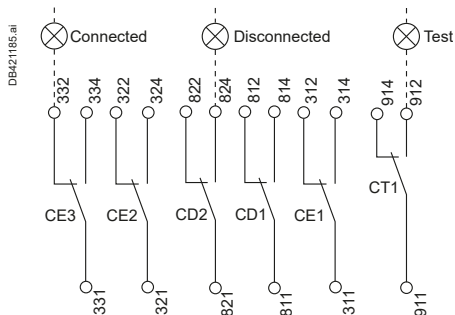 DB421185.ai
Connected
Disconnected
Test
332
334
322
324
822
824
812
814
312
314
914
912
CE3
CE2
CD2
CD1
CE1
CT1
331
321
821
811
311
911